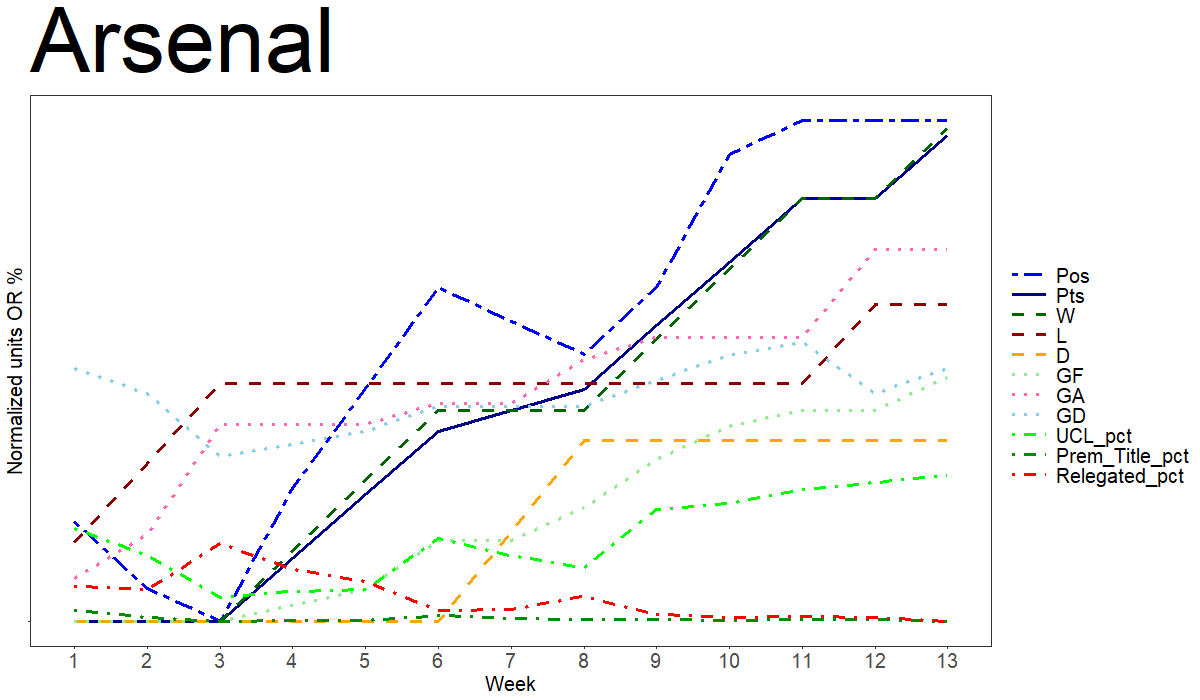 Arsenal
Normalized units OR %
Pos
Pts
W
L
D
GF
GA
GD
UCL_pct
Prem_Title_pct
Relegated_pct
1 2 3 4 5 6 7 8 9 10 11 12 13
Week